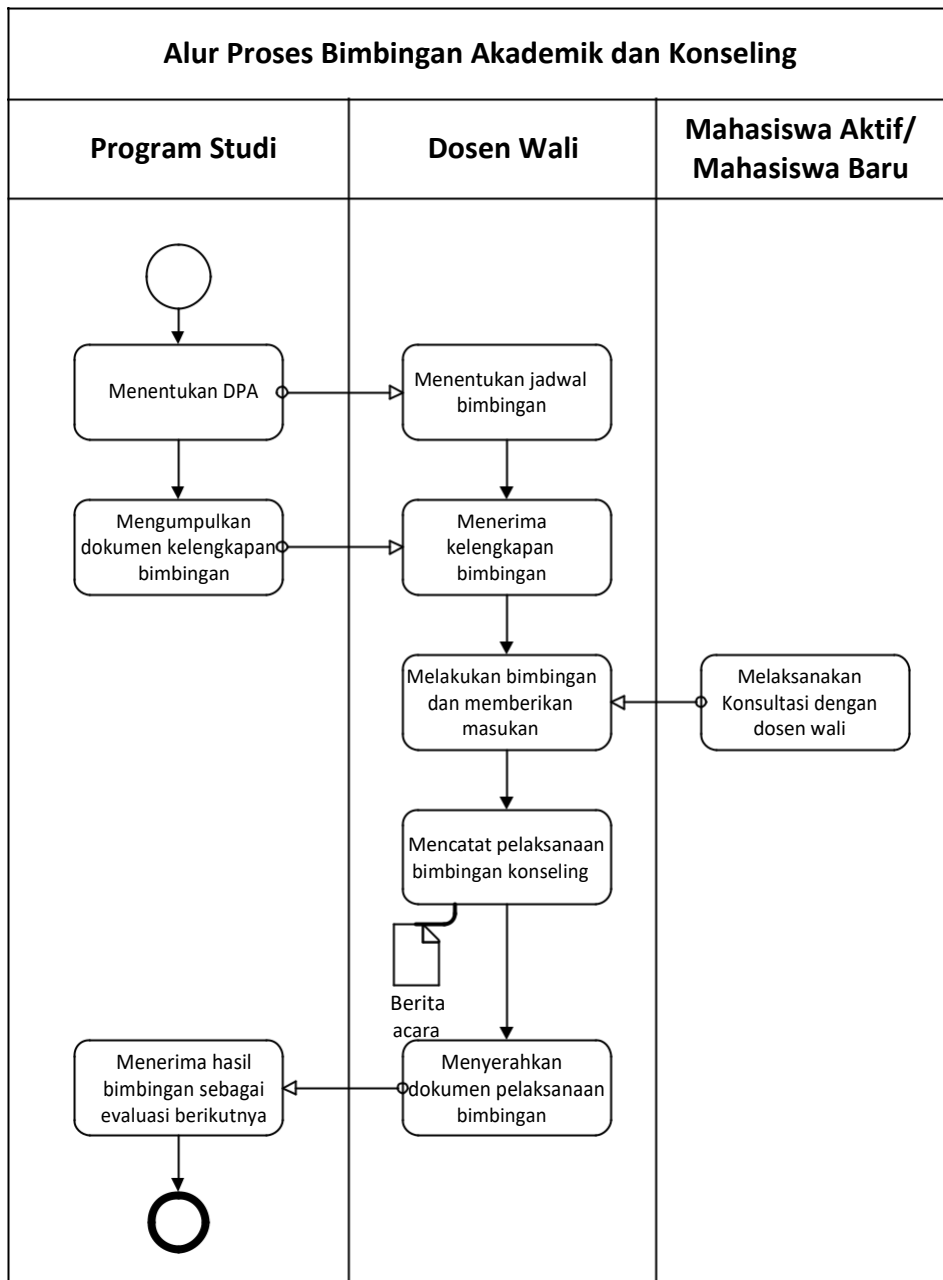 Alur Proses Bimbingan Akademik dan Konseling
Program Studi
Dosen Wali
Mahasiswa Aktif/
Mahasiswa Baru
Menentukan DPA
Menentukan jadwal
bimbingan
Mengumpulkan
dokumen kelengkapan
bimbingan
Menerima
kelengkapan
bimbingan
Melakukan bimbingan
dan memberikan
masukan
Melaksanakan
Konsultasi dengan
dosen wali
Mencatat pelaksanaan
bimbingan konseling
Berita
acara
Menerima hasil
bimbingan sebagai
evaluasi berikutnya
Menyerahkan
dokumen pelaksanaan
bimbingan